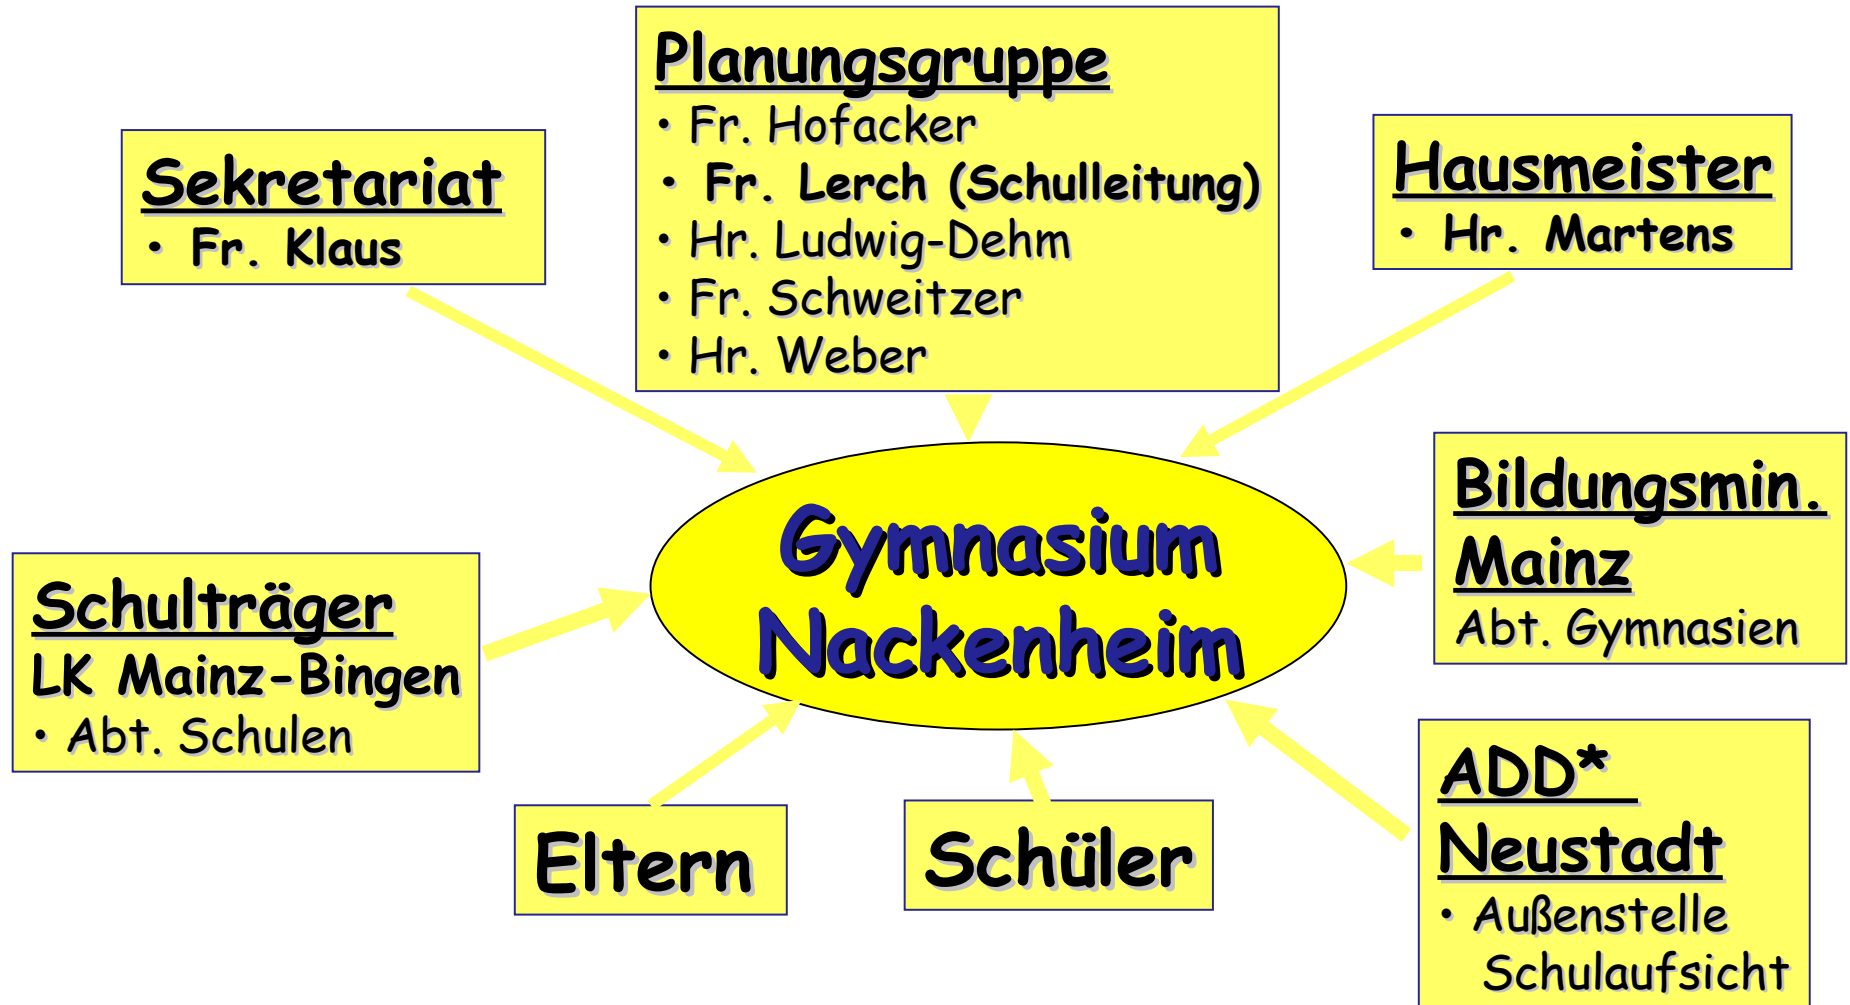 Planungsgruppe
• Fr. Hofacker
• Fr. Lerch (Schulleitung)
• Hr. Ludwig-Dehm
• Fr. Schweitzer
• Hr. Weber
Sekretariat
• Fr. Klaus
Hausmeister
• Hr. Martens
Gymnasium
Nackenheim
Bildungsmin.
Mainz
Abt. Gymnasien
Schulträger
LK Mainz-Bingen
• Abt. Schulen
Eltern
Schüler
ADD*
Neustadt
• Außenstelle
Schulaufsicht